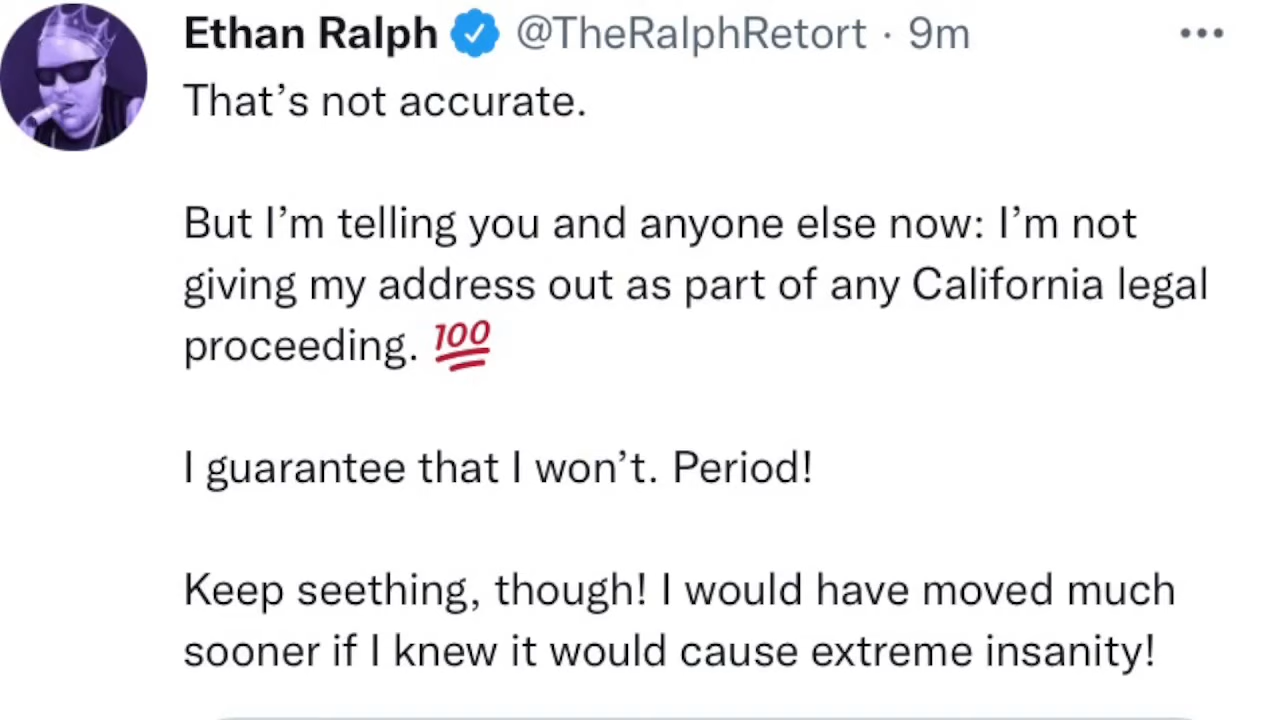 Ethan Ralph @TheRalphRetort · 9m
That’s not accurate.
But I’m telling you and anyone else now: I’m not
giving my address out as part of any California legal
proceeding. 💯
I guarantee that I won’t. Period!
Keep seething, though! I would have moved much
sooner if I knew it would cause extreme insanity!